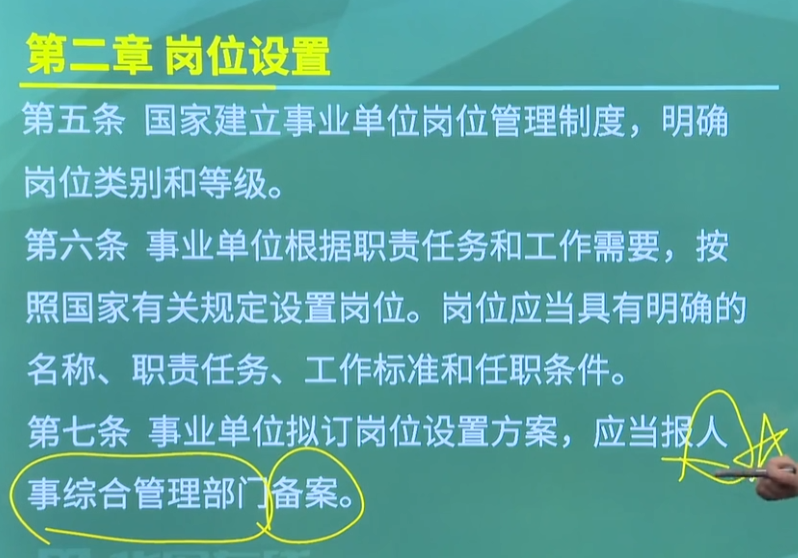 第二章 岗位设置
第五条 国家建立事业单位岗位管理制度，明确
岗位类别和等级。
第六条 事业单位根据职责任务和工作需要，按
照国家有关规定设置岗位。岗位应当具有明确的
名称、职责任务、工作标准和任职条件。
第七条 事业单位拟订岗位设置方案，应当报人
事综合管理部门备案。